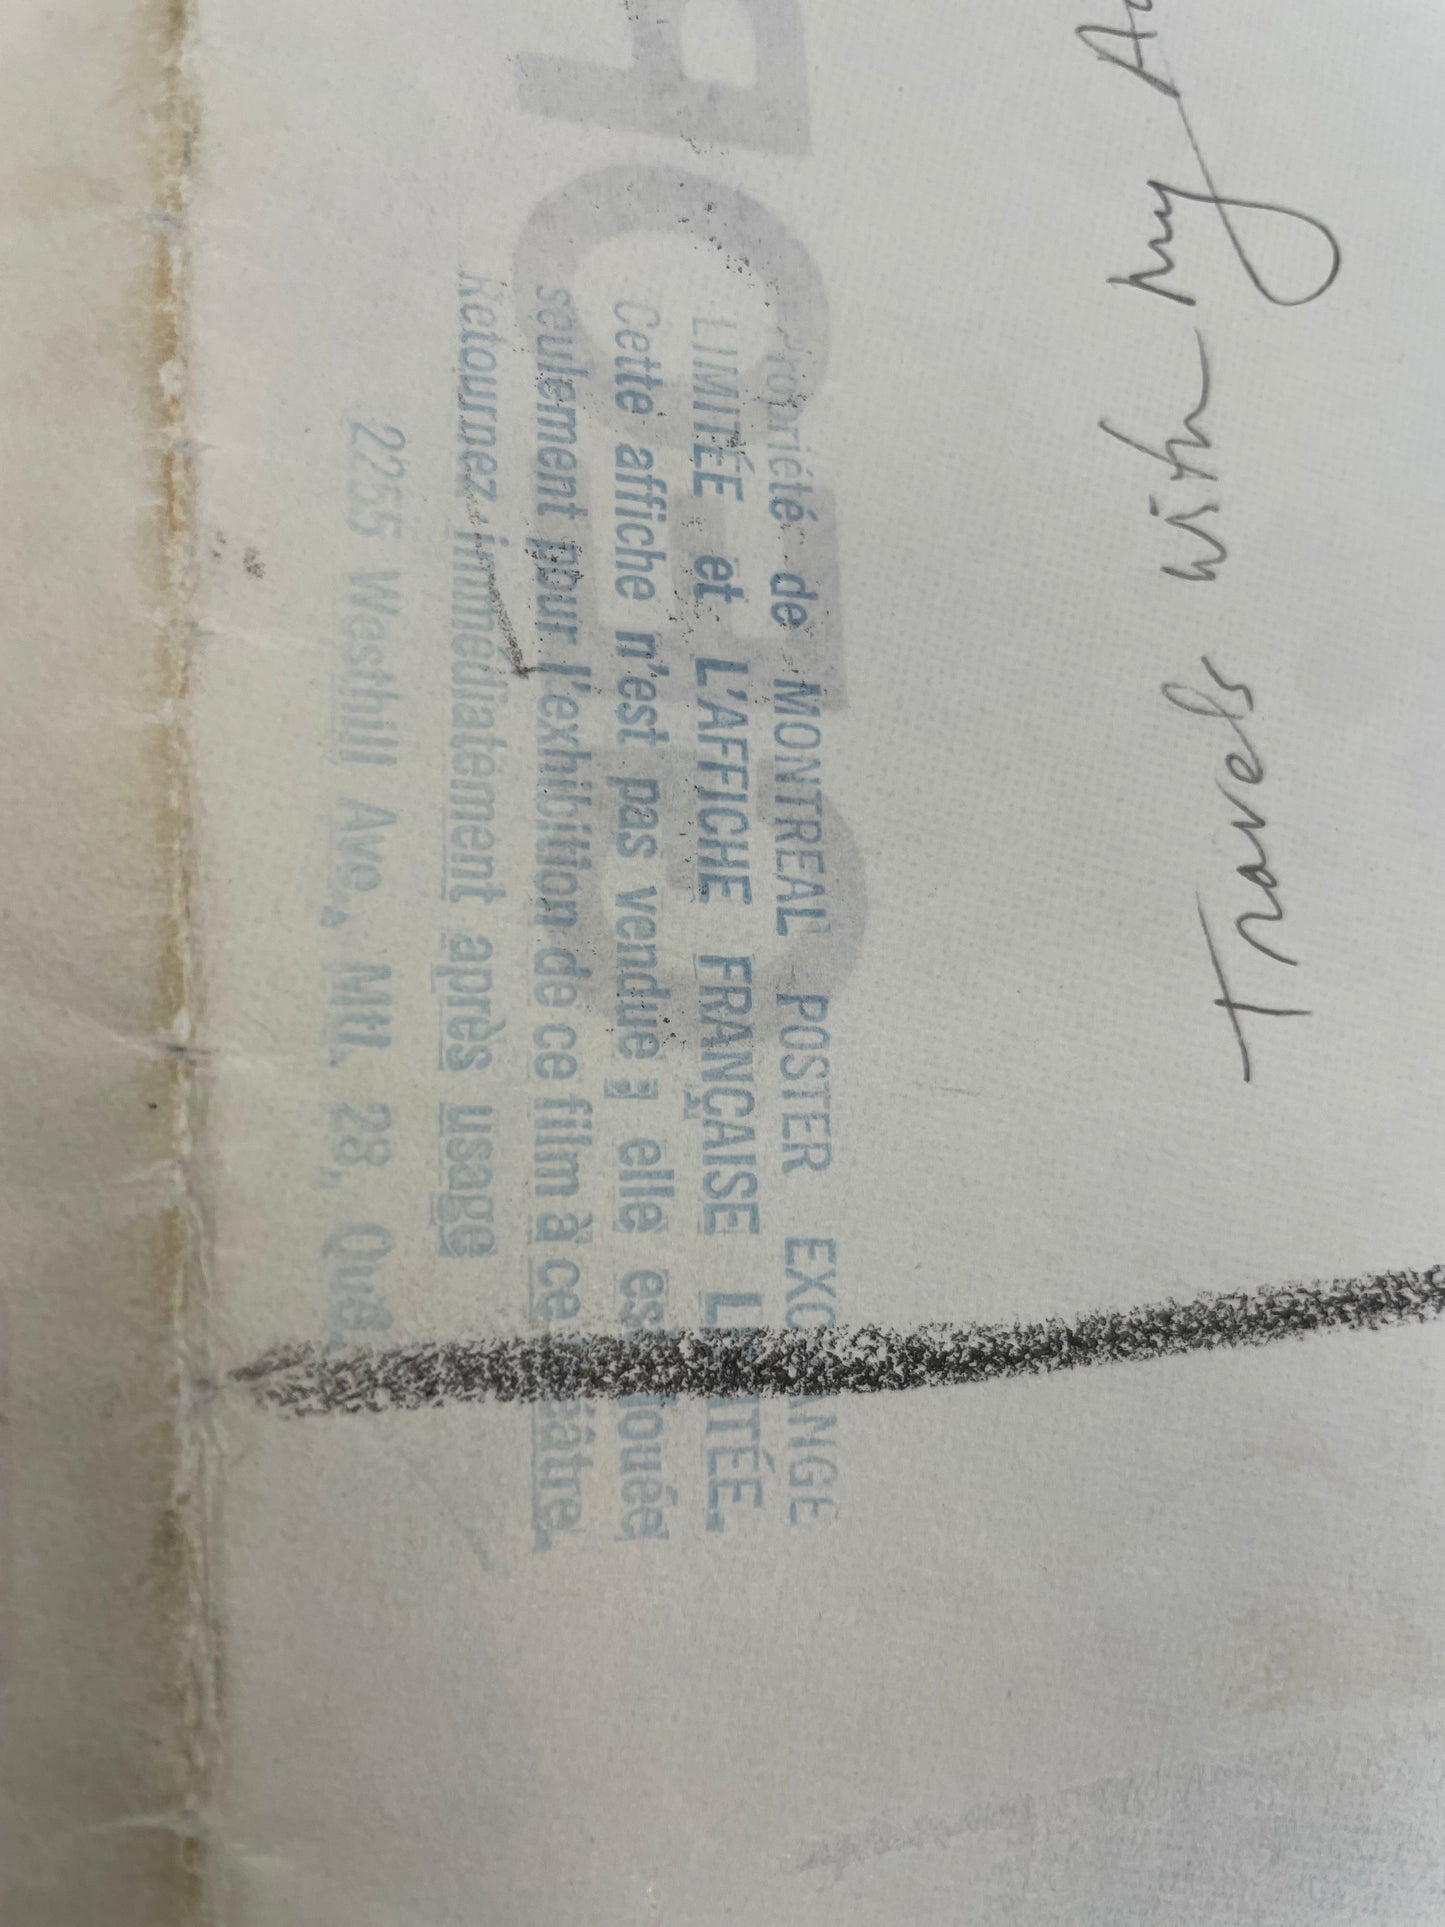 Travels with my
Propriété de MONTREAL POSTER EXCHANGE
LIMITÉE et L'AFFICHE FRANÇAISE LIMITÉE.
Cette affiche n'est pas vendue ; elle est louée
seulement pour l'exhibition de ce film à ce théâtre.
Retournez immédiatement après usage
2255 Westhill Ave., Mtl. 28, Qué.